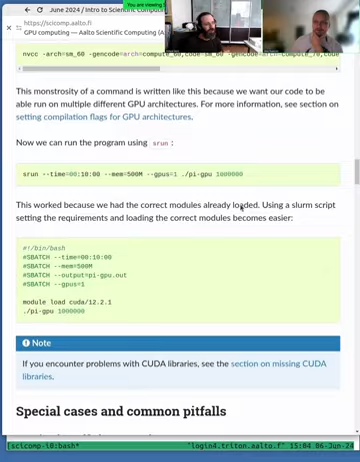 You are viewing S
June 2024 / Intro to Scientific Comput
https://scicomp.aalto.fi
GPU computing — Aalto Scientific Computing (A
nvcc -arch=sm_60 -gencode=arch=compute_60,code=sm_60 -gencode=arch=compute_70,code
This monstrosity of a command is written like this because we want our code to be
able run on multiple different GPU architectures. For more information, see section on
setting compilation flags for GPU architectures.
Now we can run the program using srun :
srun --time=00:10:00 --mem=500M --gpus=1 ./pi-gpu 1000000
This worked because we had the correct modules already loaded. Using a slurm script
setting the requirements and loading the correct modules becomes easier:
#!/bin/bash
#SBATCH --time=00:10:00
#SBATCH --mem=500M
#SBATCH --output=pi-gpu.out
#SBATCH --gpus=1
module load cuda/12.2.1
./pi-gpu 1000000
Note
If you encounter problems with CUDA libraries, see the section on missing CUDA
libraries.
Special cases and common pitfalls
"login4.triton.aalto.f" 15:04 06-Jun-24